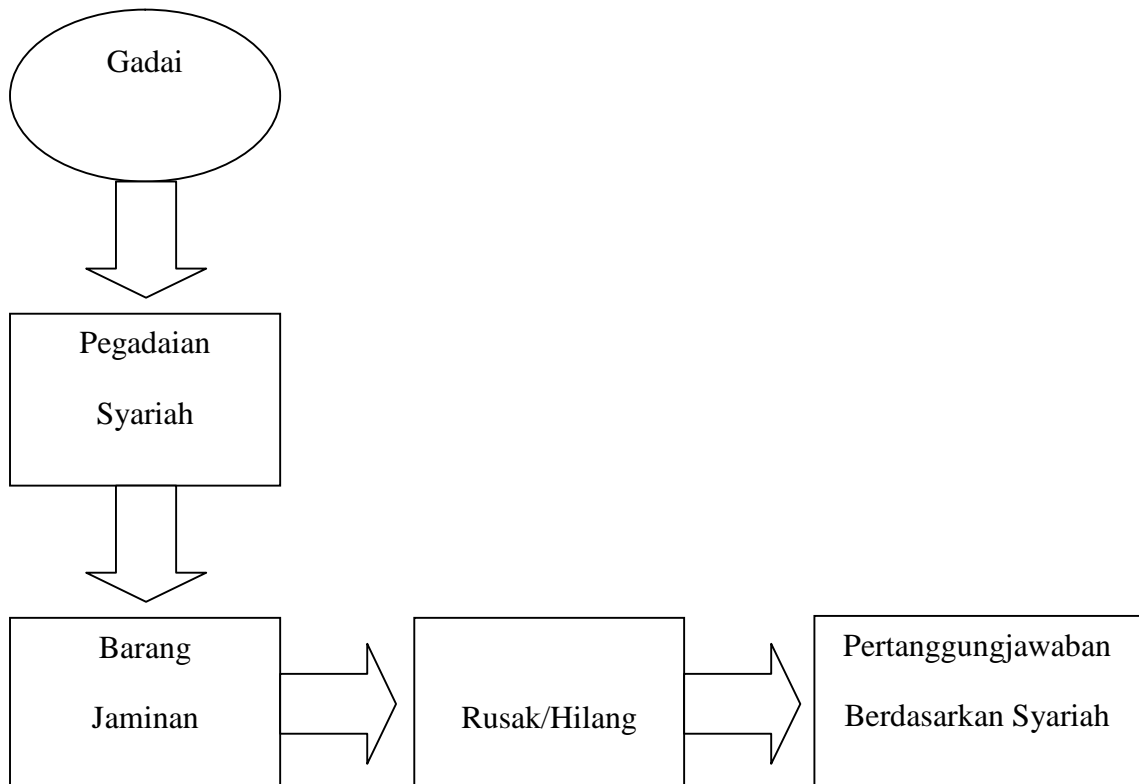 Gadai
Pegadaian
Syariah
Barang
Jaminan
Rusak/Hilang
Pertanggungjawaban
Berdasarkan Syariah